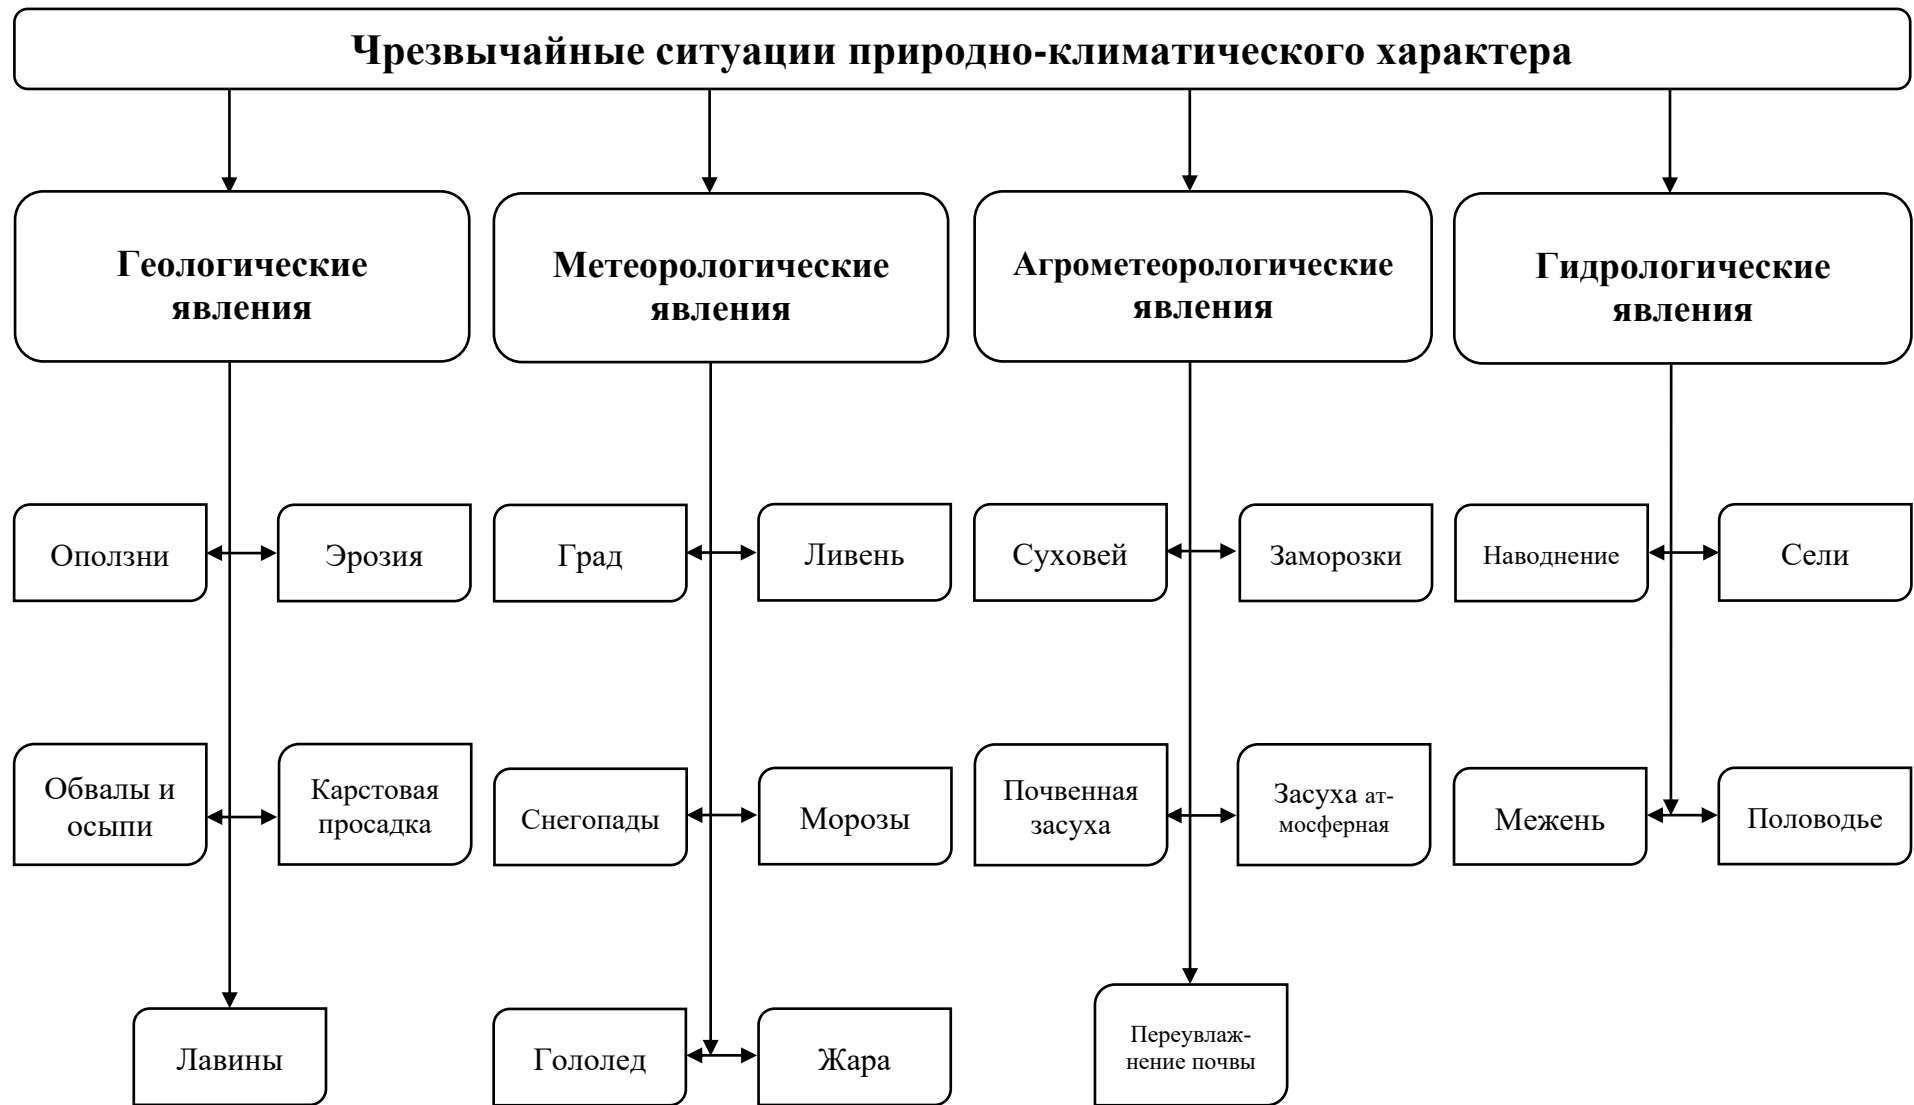 Чрезвычайные ситуации природно-климатического характера
Геологические
явления
Метеорологические
явления
Агрометеорологические
явления
Гидрологические
явления
Оползни
Эрозия
Град
Ливень
Суховей
Заморозки
Наводнение
Сели
Обвалы и
осыпи
Карстовая
просадка
Снегопады
Морозы
Почвенная
засуха
Засуха ат-
мосферная
Межень
Половодье
Лавины
Гололед
Жара
Переувлаж-
нение почвы